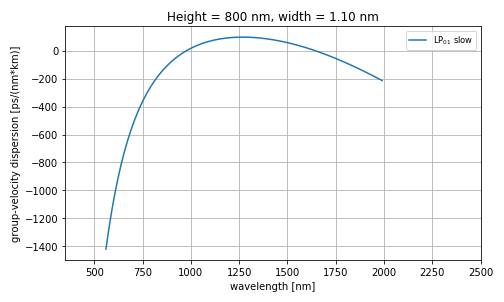 Height = 800 nm, width = 1.10 nm
LP₀₁ slow
group-velocity dispersion [ps/(nm*km)]
0
−200
−400
−600
−800
−1000
−1200
−1400
500 750 1000 1250 1500 1750 2000 2250 2500
wavelength [nm]